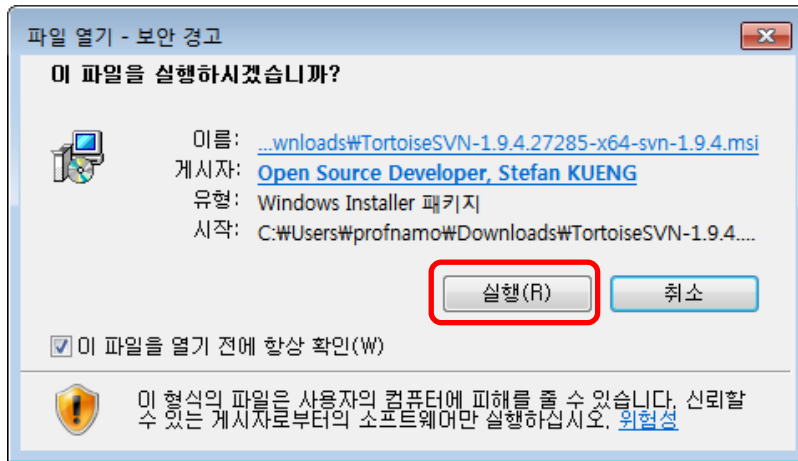 파일 열기 - 보안 경고
이 파일을 실행하시겠습니까?
이름: ...wnloads₩TortoiseSVN-1.9.4.27285-x64-svn-1.9.4.msi
게시자: Open Source Developer, Stefan KUENG
유형: Windows Installer 패키지
시작: C:₩Users₩profnamo₩Downloads₩TortoiseSVN-1.9.4....
실행(R) 취소
이 파일을 열기 전에 항상 확인(W)
이 형식의 파일은 사용자의 컴퓨터에 피해를 줄 수 있습니다. 신뢰할
수 있는 게시자로부터의 소프트웨어만 실행하십시오. 위험성